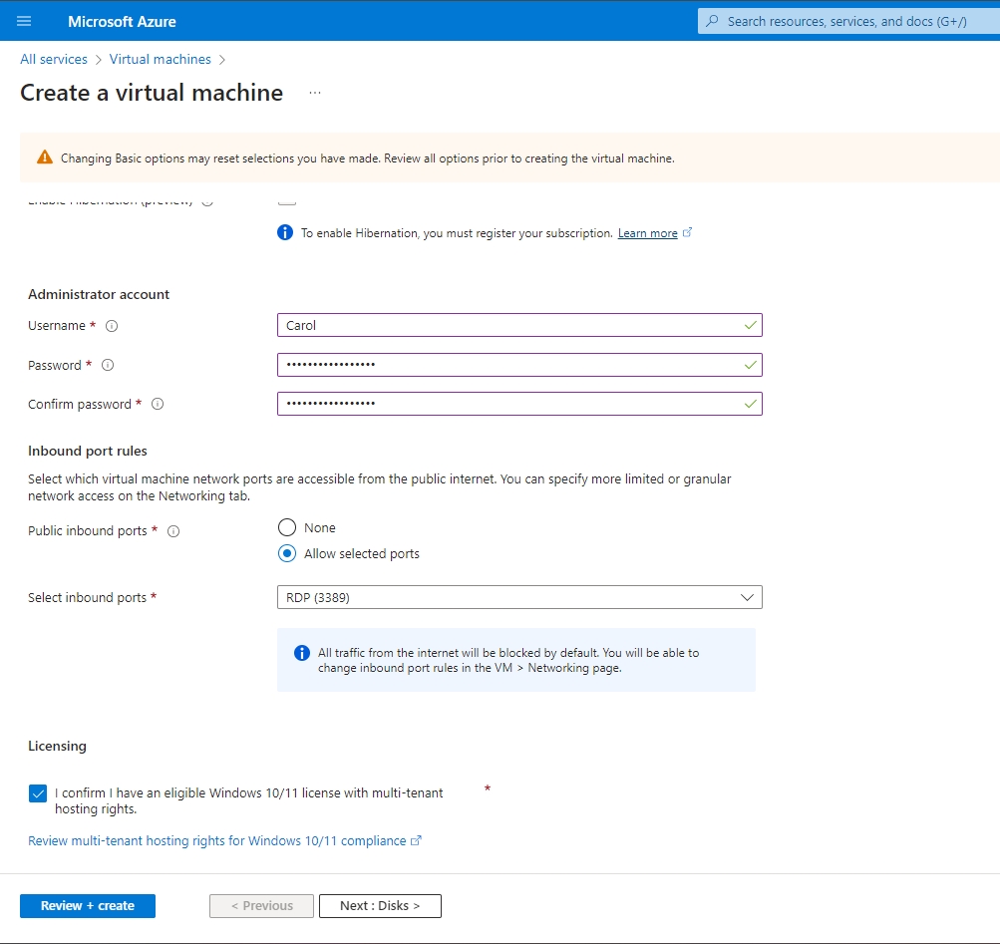 Microsoft Azure
Search resources, services, and docs (G+/)
All services > Virtual machines >
Create a virtual machine ...
Changing Basic options may reset selections you have made. Review all options prior to creating the virtual machine.
Enable Hibernation (preview)
To enable Hibernation, you must register your subscription. Learn more
Administrator account
Username *
Carol
Password *
•••••••••••••••••
Confirm password *
•••••••••••••••••
Inbound port rules
Select which virtual machine network ports are accessible from the public internet. You can specify more limited or granular
network access on the Networking tab.
Public inbound ports *
None
Allow selected ports
Select inbound ports *
RDP (3389)
All traffic from the internet will be blocked by default. You will be able to
change inbound port rules in the VM > Networking page.
Licensing
I confirm I have an eligible Windows 10/11 license with multi-tenant *
hosting rights.
Review multi-tenant hosting rights for Windows 10/11 compliance
Review + create
< Previous
Next : Disks >